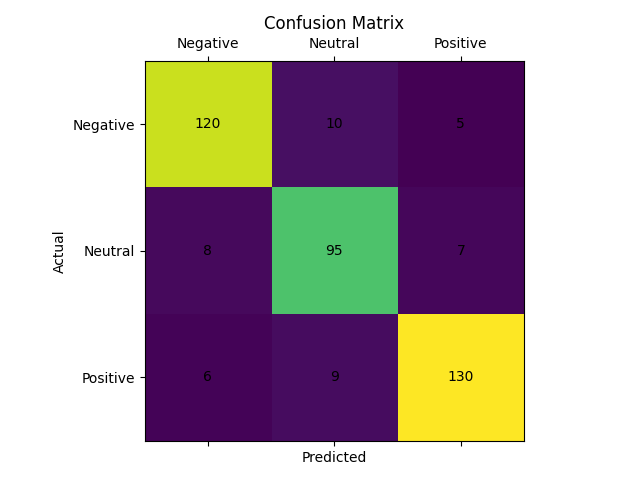 Confusion Matrix
Negative Neutral Positive
Negative 120 10 5
Neutral 8 95 7
Positive 6 9 130
Actual
Predicted